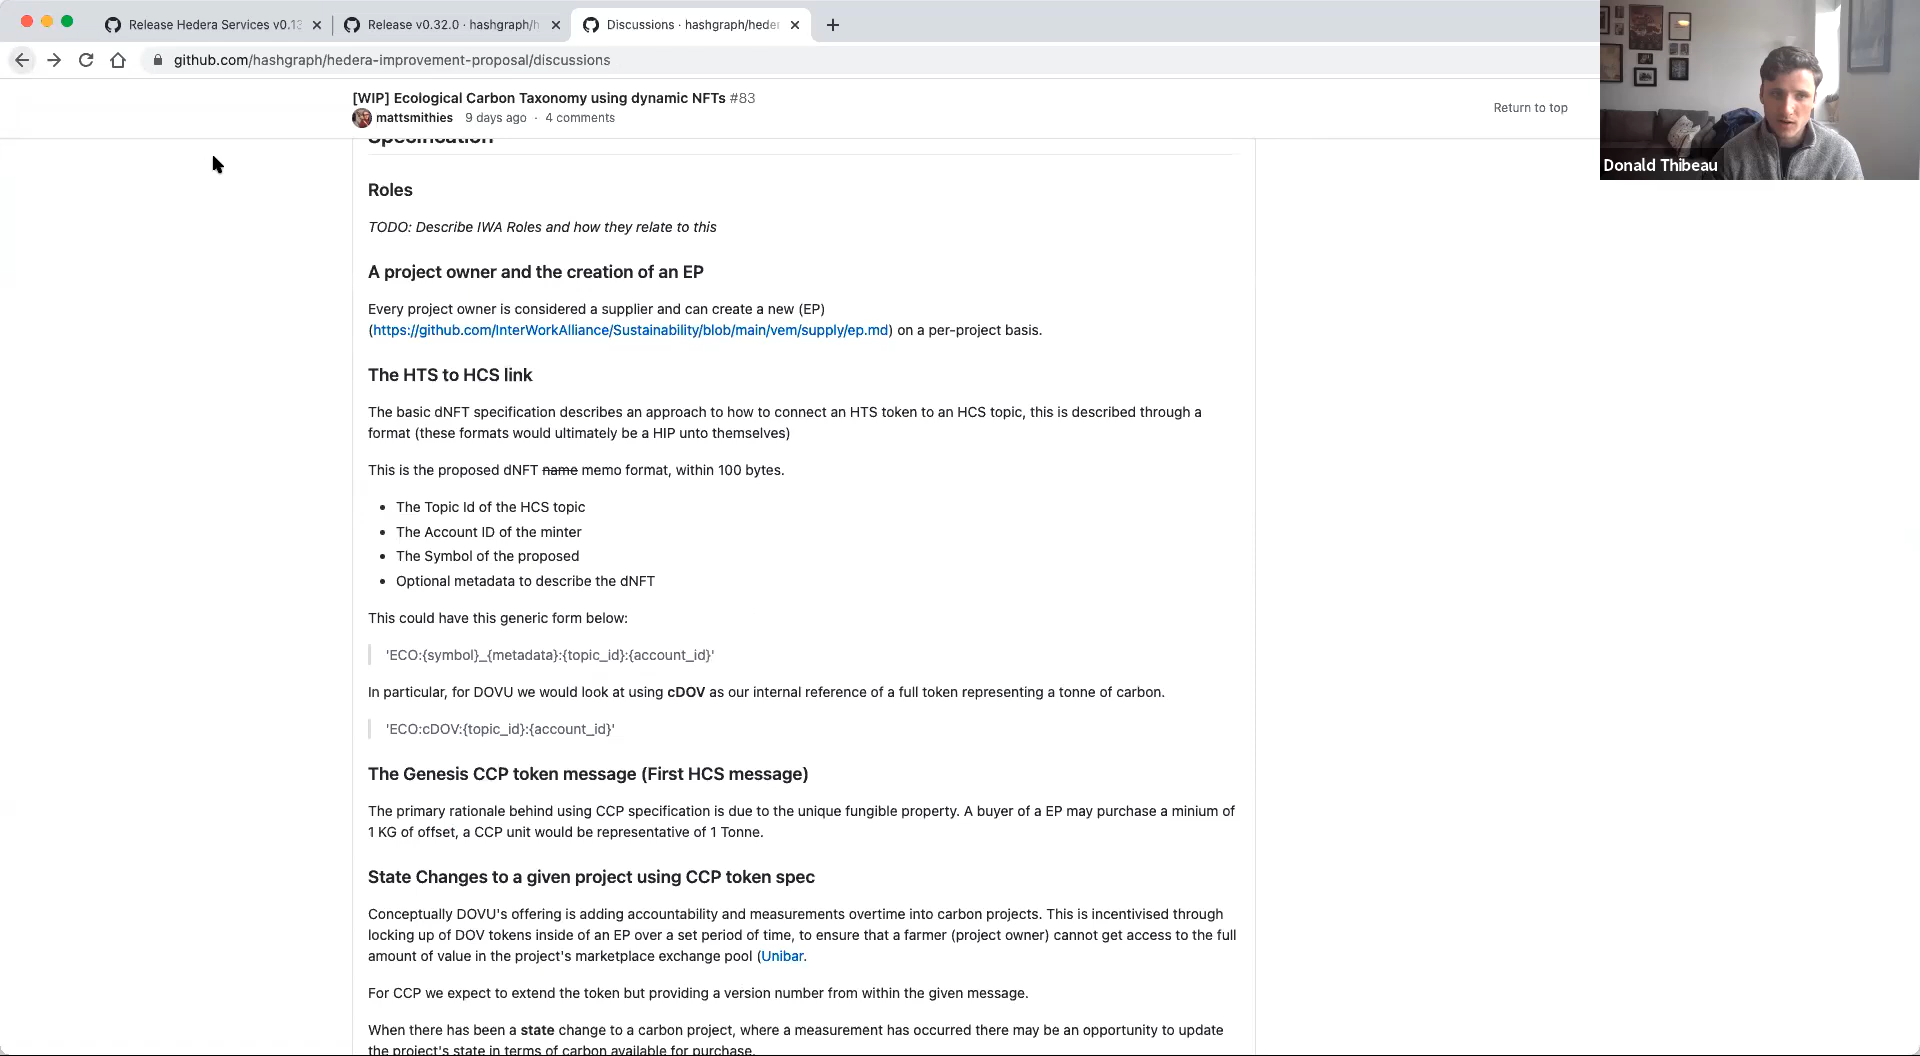 Release Hedera Services v0.13
Release v0.32.0 · hashgraph/h
Discussions · hashgraph/heder
github.com/hashgraph/hedera-improvement-proposal/discussions
[WIP] Ecological Carbon Taxonomy using dynamic NFTs #83
mattsmithies 9 days ago · 4 comments
Return to top
Donald Thibeau
Specification
Roles
TODO: Describe IWA Roles and how they relate to this
A project owner and the creation of an EP
Every project owner is considered a supplier and can create a new (EP)
(https://github.com/InterWorkAlliance/Sustainability/blob/main/vem/supply/ep.md) on a per-project basis.
The HTS to HCS link
The basic dNFT specification describes an approach to how to connect an HTS token to an HCS topic, this is described through a
format (these formats would ultimately be a HIP unto themselves)
This is the proposed dNFT name memo format, within 100 bytes.
• The Topic Id of the HCS topic
• The Account ID of the minter
• The Symbol of the proposed
• Optional metadata to describe the dNFT
This could have this generic form below:
'ECO:{symbol}_{metadata}:{topic_id}:{account_id}'
In particular, for DOVU we would look at using cDOV as our internal reference of a full token representing a tonne of carbon.
'ECO:cDOV:{topic_id}:{account_id}'
The Genesis CCP token message (First HCS message)
The primary rationale behind using CCP specification is due to the unique fungible property. A buyer of a EP may purchase a minium of
1 KG of offset, a CCP unit would be representative of 1 Tonne.
State Changes to a given project using CCP token spec
Conceptually DOVU's offering is adding accountability and measurements overtime into carbon projects. This is incentivised through
locking up of DOV tokens inside of an EP over a set period of time, to ensure that a farmer (project owner) cannot get access to the full
amount of value in the project's marketplace exchange pool (Unibar.
For CCP we expect to extend the token but providing a version number from within the given message.
When there has been a state change to a carbon project, where a measurement has occurred there may be an opportunity to update
the project's state in terms of carbon available for purchase.